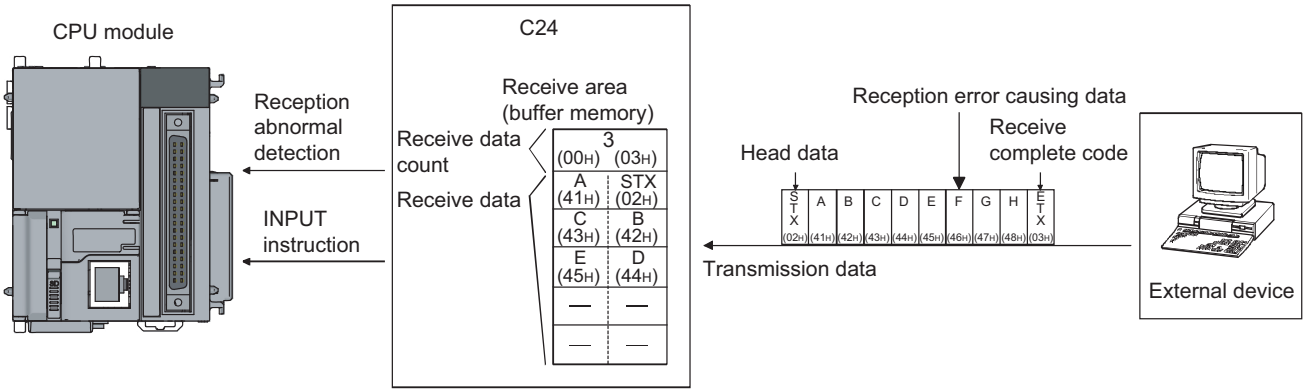 CPU module
Reception
abnormal
detection
INPUT
instruction
C24
Receive area
(buffer memory)
Receive data
count
Receive data
3
(00H) (03H)
A STX
(41H) (02H)
C B
(43H) (42H)
E D
(45H) (44H)
— —
— —
Reception error causing data
Head data
Receive
complete code
STX A B C D E F G H ETX
(02H) (41H) (42H) (43H) (44H) (45H) (46H) (47H) (48H) (03H)
Transmission data
External device